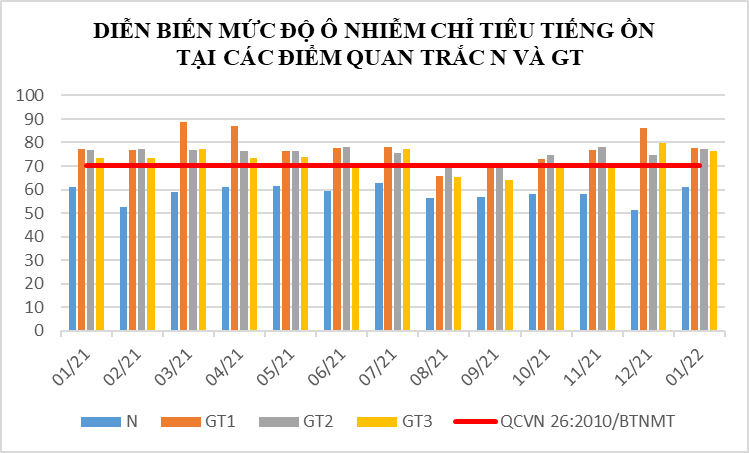 DIỄN BIẾN MỨC ĐỘ Ô NHIỄM CHỈ TIÊU TIẾNG ỒN
TẠI CÁC ĐIỂM QUAN TRẮC N VÀ GT
100
90
80
70
60
50
40
30
20
10
0
01/21 02/21 03/21 04/21 05/21 06/21 07/21 08/21 09/21 10/21 11/21 12/21 01/22
N GT1 GT2 GT3 QCVN 26:2010/BTNMT